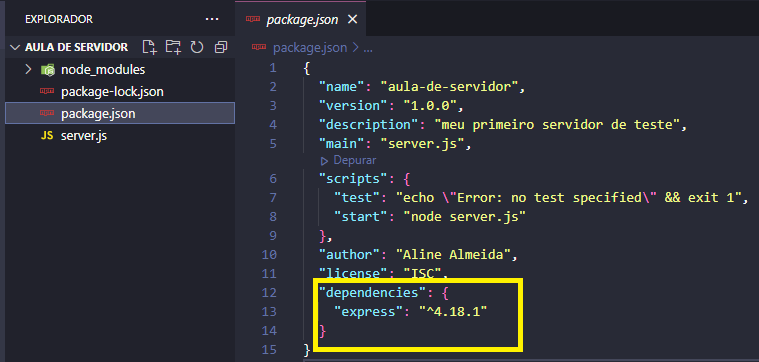 EXPLORADOR
AULA DE SERVIDOR
node_modules
package-lock.json
package.json
JS server.js
package.json
package.json > ...
1 {
2 "name": "aula-de-servidor",
3 "version": "1.0.0",
4 "description": "meu primeiro servidor de teste",
5 "main": "server.js",
Depurar
6 "scripts": {
7 "test": "echo \"Error: no test specified\" && exit 1",
8 "start": "node server.js"
9 },
10 "author": "Aline Almeida",
11 "license": "ISC",
12 "dependencies": {
13 "express": "^4.18.1"
14 }
15 }